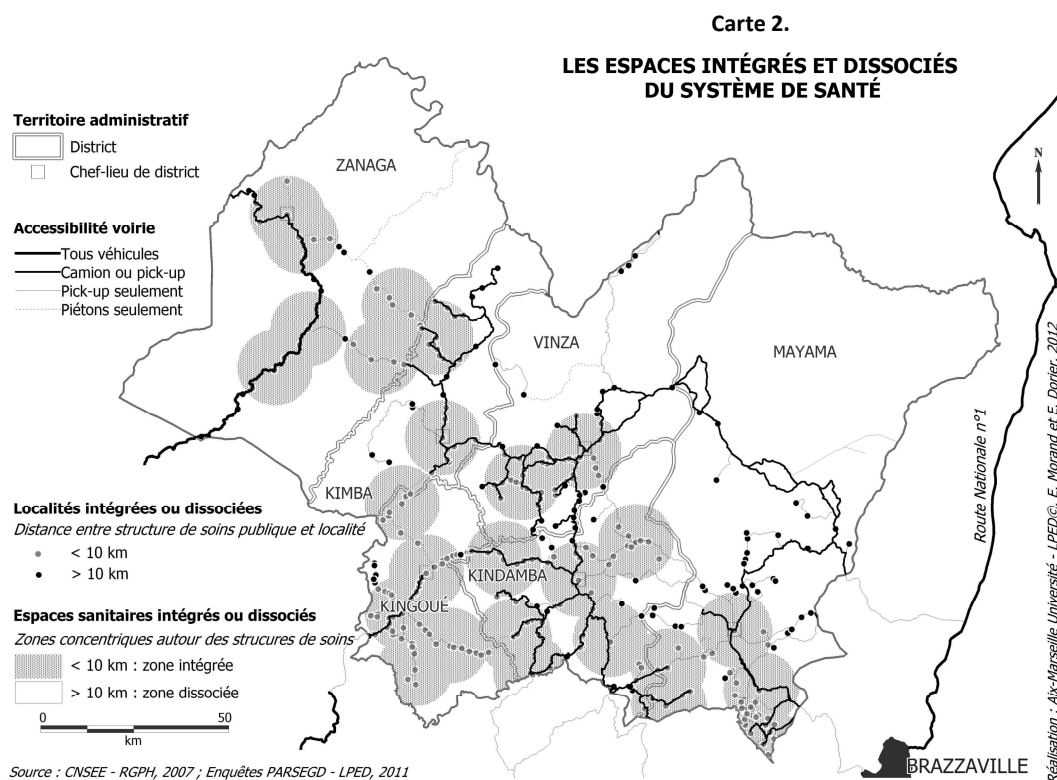 Carte 2.
LES ESPACES INTÉGRÉS ET DISSOCIÉS
DU SYSTÈME DE SANTÉ
Territoire administratif
District
Chef-lieu de district
Accessibilité voirie
Tous véhicules
Camion ou pick-up
Pick-up seulement
Piétons seulement
ZANAGA
VINZA
MAYAMA
KIMBA
KINDAMBA
KINGOUÉ
N
Route Nationale n°1
Localités intégrées ou dissociées
Distance entre structure de soins publique et localité
< 10 km
> 10 km
Espaces sanitaires intégrés ou dissociés
Zones concentriques autour des strucures de soins
< 10 km : zone intégrée
> 10 km : zone dissociée
0 50
km
BRAZZAVILLE
Source : CNSEE - RGPH, 2007 ; Enquêtes PARSEGD - LPED, 2011
Réalisation : Aix-Marseille Université - LPED©, E. Morand et E. Dorier, 2012